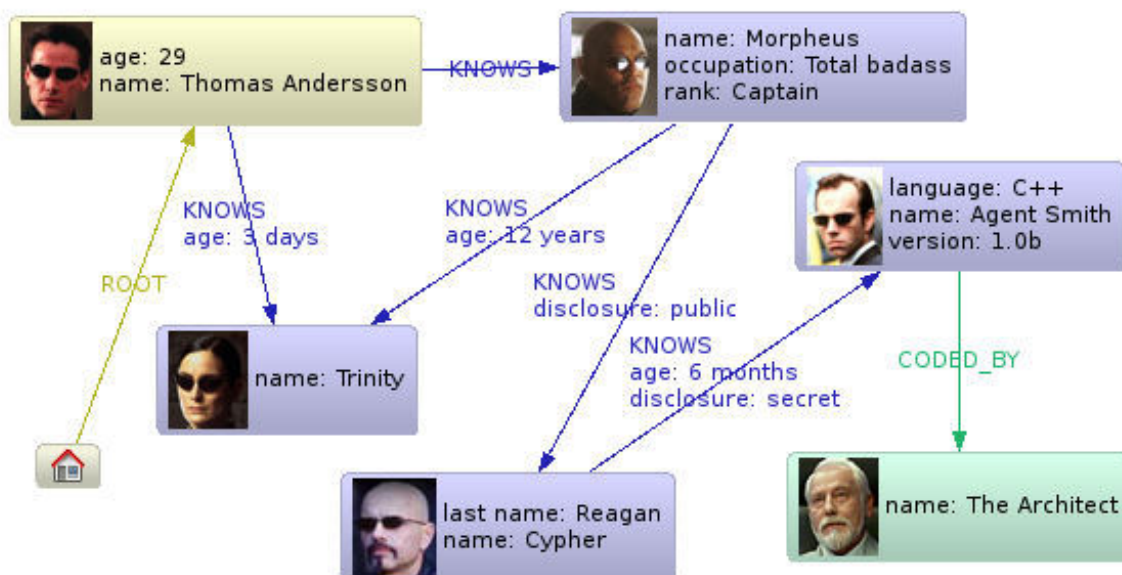 age: 29
name: Thomas Andersson
KNOWS
name: Morpheus
occupation: Total badass
rank: Captain
language: C++
name: Agent Smith
version: 1.0b
KNOWS
age: 3 days
KNOWS
age: 12 years
ROOT
KNOWS
disclosure: public
KNOWS
age: 6 months
disclosure: secret
CODED_BY
name: Trinity
last name: Reagan
name: Cypher
name: The Architect